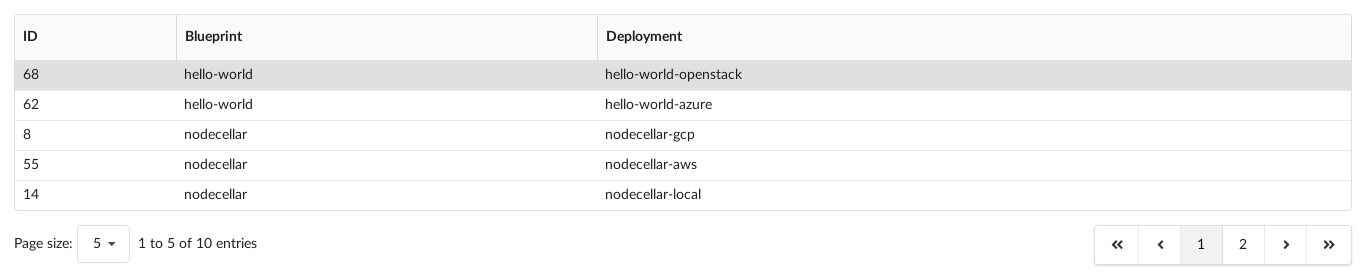 ID Blueprint Deployment
68 hello-world hello-world-openstack
62 hello-world hello-world-azure
8 nodecellar nodecellar-gcp
55 nodecellar nodecellar-aws
14 nodecellar nodecellar-local
Page size: 5 1 to 5 of 10 entries « ‹ 1 2 › »